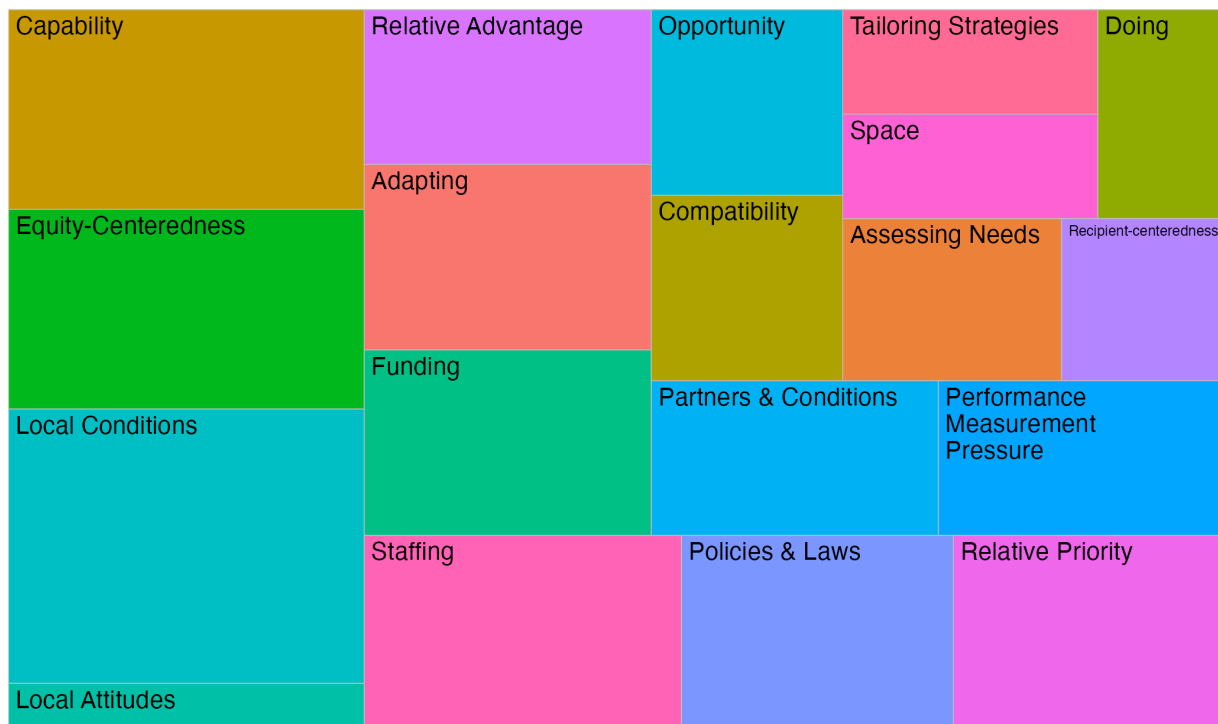 Capability
Relative Advantage
Opportunity
Tailoring Strategies
Doing
Space
Adapting
Compatibility
Equity-Centeredness
Assessing Needs
Recipient-centeredness
Funding
Partners & Conditions
Performance
Measurement
Pressure
Local Conditions
Staffing
Policies & Laws
Relative Priority
Local Attitudes